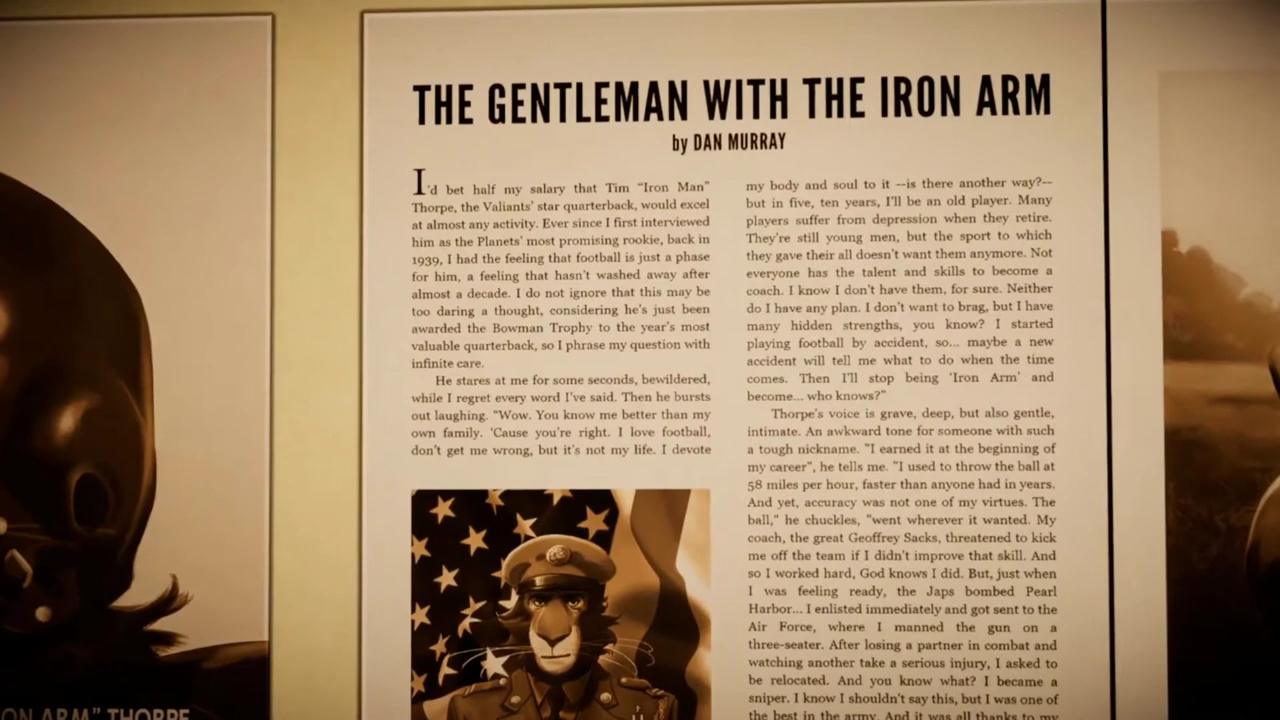 THE GENTLEMAN WITH THE IRON ARM
by DAN MURRAY
I'd bet half my salary that Tim “Iron Man”
Thorpe, the Valiants’ star quarterback, would excel
at almost any activity. Ever since I first interviewed
him as the Planets’ most promising rookie, back in
1939, I had the feeling that football is just a phase
for him, a feeling that hasn’t washed away after
almost a decade. I do not ignore that this may be
too daring a thought, considering he’s just been
awarded the Bowman Trophy to the year’s most
valuable quarterback, so I phrase my question with
infinite care.
He stares at me for some seconds, bewildered,
while I regret every word I’ve said. Then he bursts
out laughing. “Wow. You know me better than my
own family. ‘Cause you’re right. I love football,
don’t get me wrong, but it’s not my life. I devote
my body and soul to it --is there another way?--
but in five, ten years, I’ll be an old player. Many
players suffer from depression when they retire.
They’re still young men, but the sport to which
they gave their all doesn’t want them anymore. Not
everyone has the talent and skills to become a
coach. I know I don’t have them, for sure. Neither
do I have any plan. I don’t want to brag, but I have
many hidden strengths, you know? I started
playing football by accident, so... maybe a new
accident will tell me what to do when the time
comes. Then I’ll stop being ‘Iron Arm’ and
become... who knows?”
Thorpe’s voice is grave, deep, but also gentle,
intimate. An awkward tone for someone with such
a tough nickname. "I earned it at the beginning of
my career”, he tells me. “I used to throw the ball at
58 miles per hour, faster than anyone had in years.
And yet, accuracy was not one of my virtues. The
ball,” he chuckles, “went wherever it wanted. My
coach, the great Geoffrey Sacks, threatened to kick
me off the team if I didn’t improve that skill. And
so I worked hard, God knows I did. But, just when
I was feeling ready, the Japs bombed Pearl
Harbor... I enlisted immediately and got sent to the
Air Force, where I manned the gun on a
three-seater. After losing a partner in combat and
watching another take a serious injury, I asked to
be relocated. And you know what? I became a
sniper. I know I shouldn’t say this, but I was one of
the best in the army. And it was all thanks to my
ON ARM” THORPE